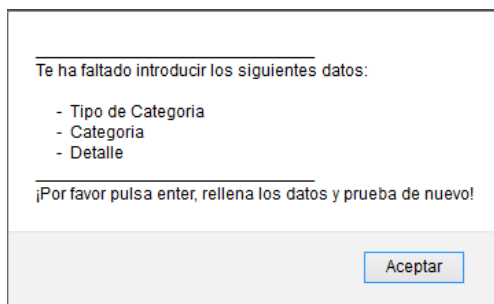 Te ha faltado introducir los siguientes datos:
- Tipo de Categoria
- Categoria
- Detalle
¡Por favor pulsa enter, rellena los datos y prueba de nuevo!
Aceptar